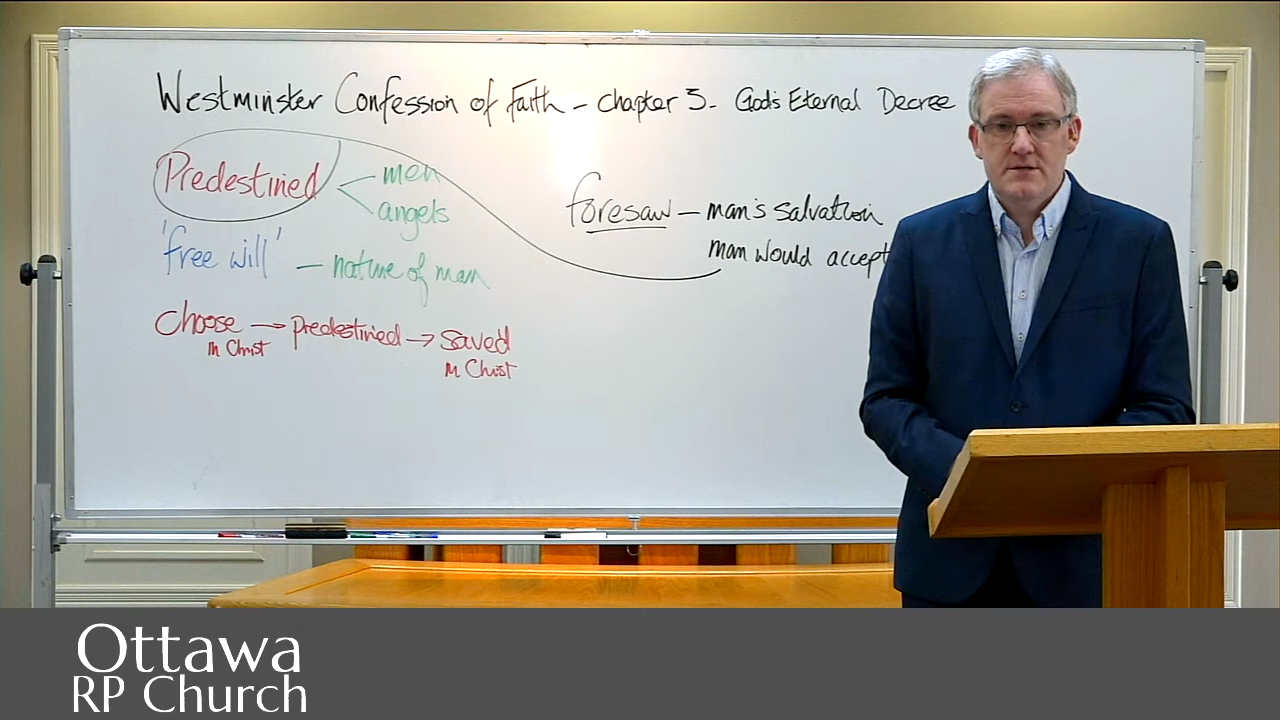 Westminster Confession of Faith - chapter 3 - God's Eternal Decree
Predestined
men
angels
'free will' - nature of man
choose → predestined → saved
in Christ
in Christ
foresaw - man's salvation
man would accept
Ottawa
RP Church